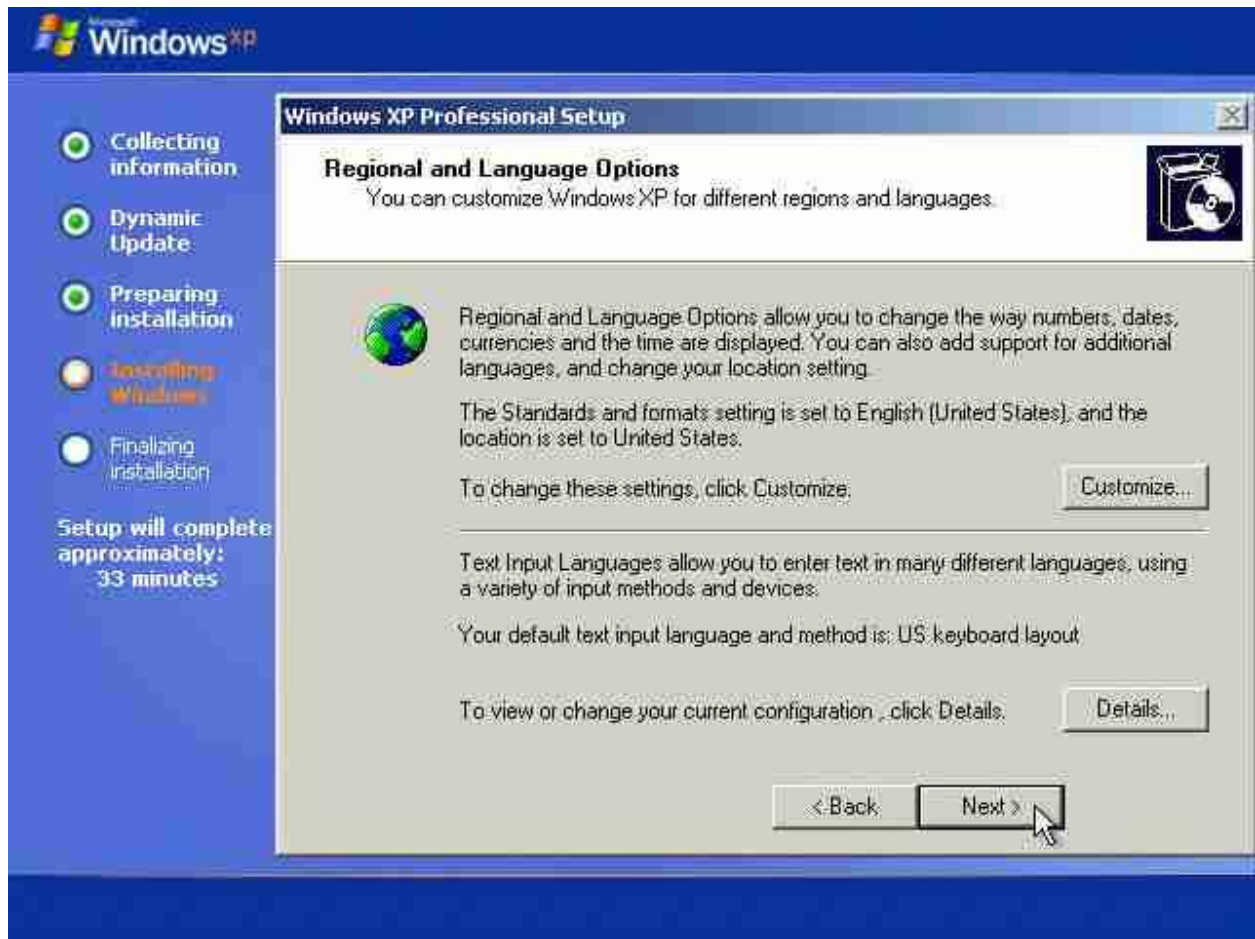 Microsoft
Windows xp
Collecting
information
Dynamic
Update
Preparing
installation
Installing
Windows
Finalizing
installation
Setup will complete
approximately:
33 minutes
Windows XP Professional Setup
Regional and Language Options
You can customize Windows XP for different regions and languages.
Regional and Language Options allow you to change the way numbers, dates,
currencies and the time are displayed. You can also add support for additional
languages, and change your location setting.
The Standards and formats setting is set to English (United States), and the
location is set to United States.
To change these settings, click Customize.
Customize...
Text Input Languages allow you to enter text in many different languages, using
a variety of input methods and devices.
Your default text input language and method is: US keyboard layout
To view or change your current configuration , click Details.
Details...
< Back
Next >